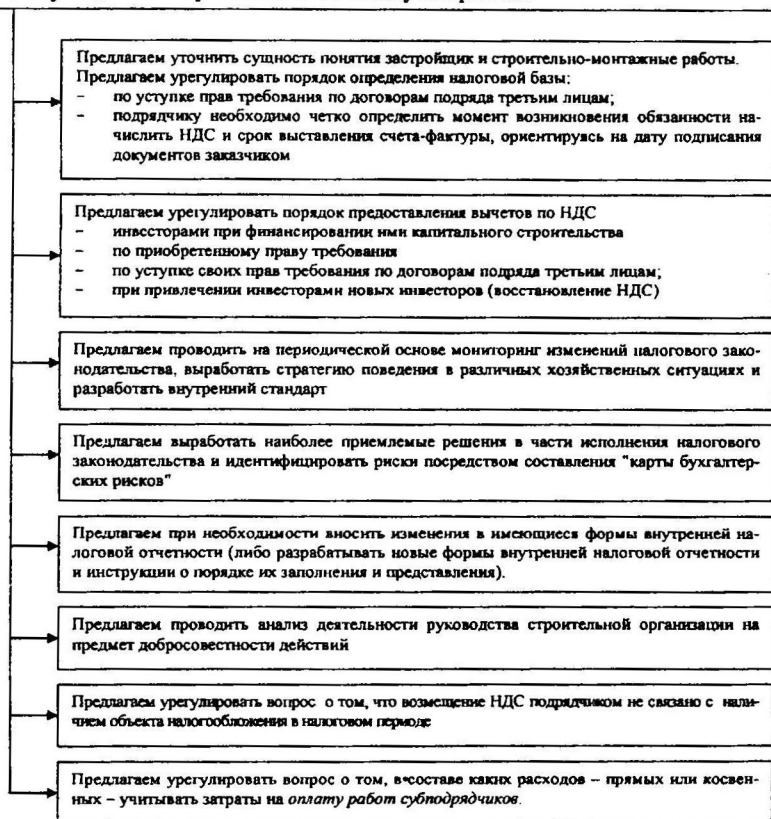 Предлагаем уточнить сущность понятия застройщик и строительно-монтажные работы.
Предлагаем урегулировать порядок определения налоговой базы:
– по уступке прав требования по договорам подряда третьим лицам;
– подрядчику необходимо четко определить момент возникновения обязанности на-
числить НДС и срок выставления счета-фактуры, ориентируясь на дату подписания
документов заказчиком
Предлагаем урегулировать порядок предоставления вычетов по НДС
– инвесторами при финансировании ими капитального строительства
– по приобретенному праву требования
– по уступке своих прав требования по договорам подряда третьим лицам;
– при привлечении инвесторами новых инвесторов (восстановление НДС)
Предлагаем проводить на периодической основе мониторинг изменений налогового зако-
нодательства, выработать стратегию поведения в различных хозяйственных ситуациях и
разработать внутренний стандарт
Предлагаем выработать наиболее приемлемые решения в части исполнения налогового
законодательства и идентифицировать риски посредством составления "карты бухгалтер-
ских рисков"
Предлагаем при необходимости вносить изменения в имеющиеся формы внутренней на-
логовой отчетности (либо разрабатывать новые формы внутренней налоговой отчетности
и инструкции о порядке их заполнения и представления).
Предлагаем проводить анализ деятельности руководства строительной организации на
предмет добросовестности действий
Предлагаем урегулировать вопрос о том, что возмещение НДС подрядчиком не связано с нали-
чием объекта налогообложения в налоговом периоде
Предлагаем урегулировать вопрос о том, в составе каких расходов – прямых или косвен-
ных – учитывать затраты на оплату работ субподрядчиков.